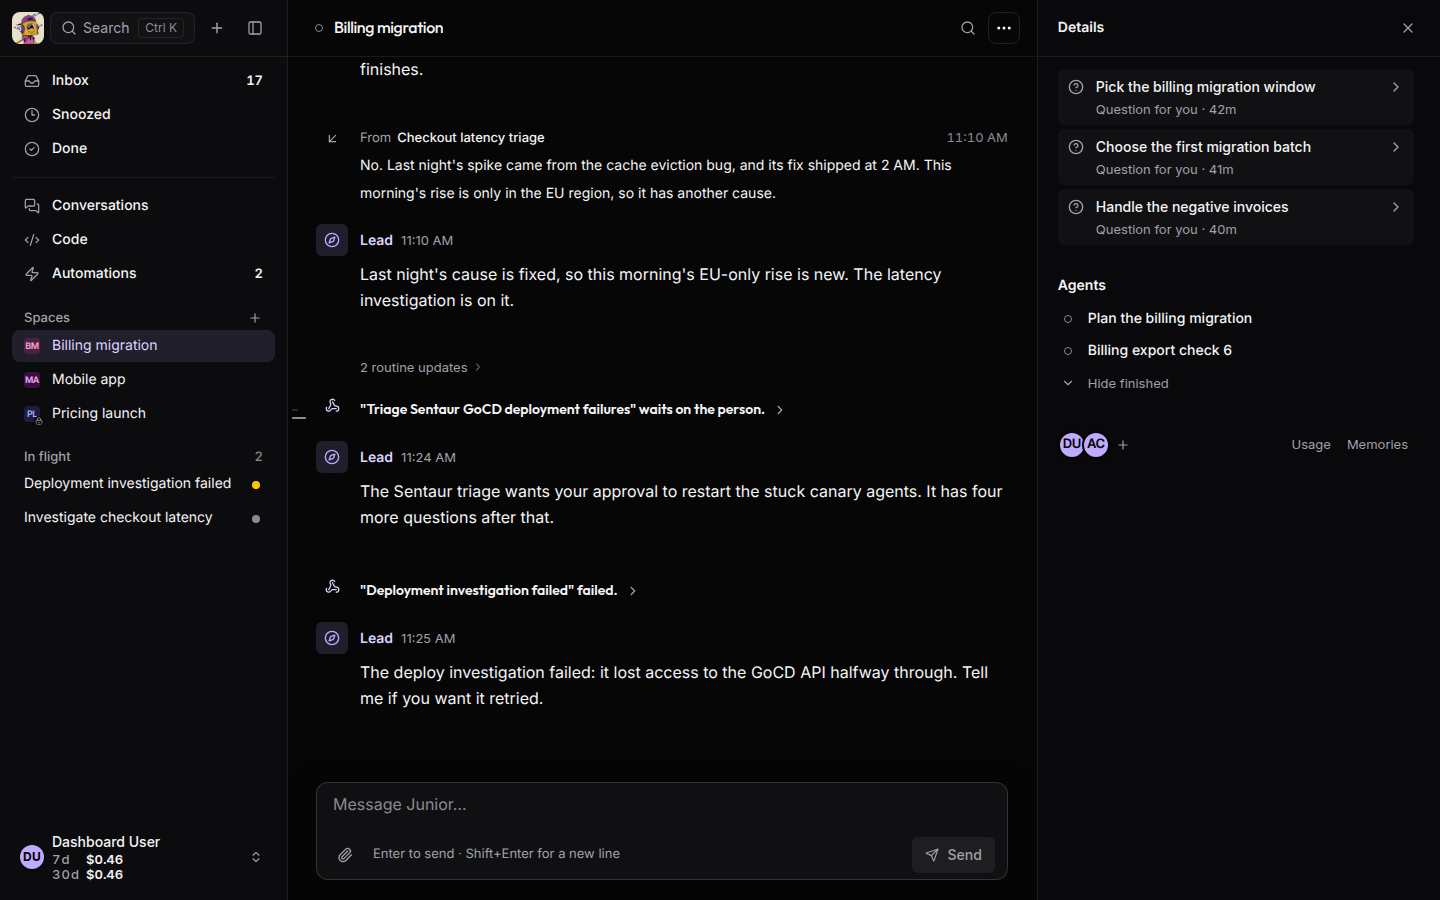 Search Ctrl K
Inbox 17
Snoozed
Done
Conversations
Code
Automations 2
Spaces
BM Billing migration
MA Mobile app
PL Pricing launch
In flight 2
Deployment investigation failed
Investigate checkout latency
DU Dashboard User
7d $0.46
30d $0.46
Billing migration
finishes.
From Checkout latency triage 11:10 AM
No. Last night's spike came from the cache eviction bug, and its fix shipped at 2 AM. This
morning's rise is only in the EU region, so it has another cause.
Lead 11:10 AM
Last night's cause is fixed, so this morning's EU-only rise is new. The latency
investigation is on it.
2 routine updates
"Triage Sentaur GoCD deployment failures" waits on the person.
Lead 11:24 AM
The Sentaur triage wants your approval to restart the stuck canary agents. It has four
more questions after that.
"Deployment investigation failed" failed.
Lead 11:25 AM
The deploy investigation failed: it lost access to the GoCD API halfway through. Tell
me if you want it retried.
Message Junior...
Enter to send · Shift+Enter for a new line
Send
Details
Pick the billing migration window
Question for you · 42m
Choose the first migration batch
Question for you · 41m
Handle the negative invoices
Question for you · 40m
Agents
Plan the billing migration
Billing export check 6
Hide finished
DU AC Usage Memories